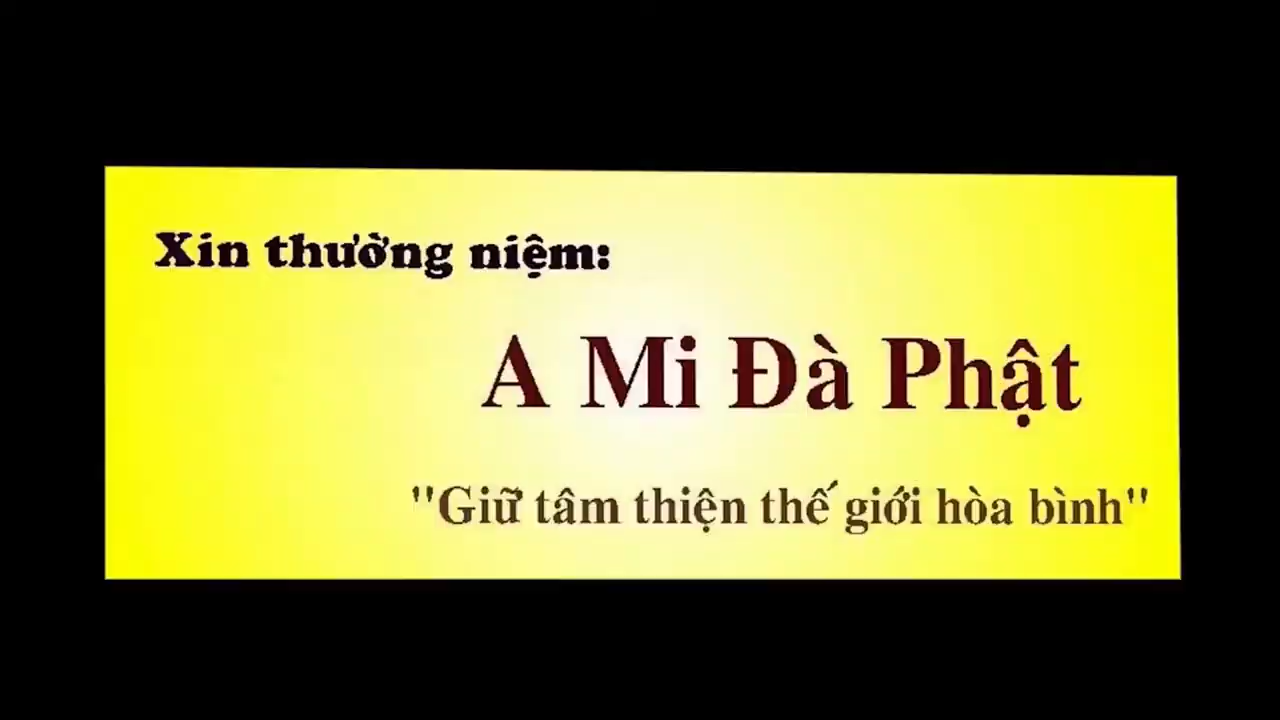 Xin thường niệm:
A Mi Đà Phật
"Giữ tâm thiện thế giới hòa bình"